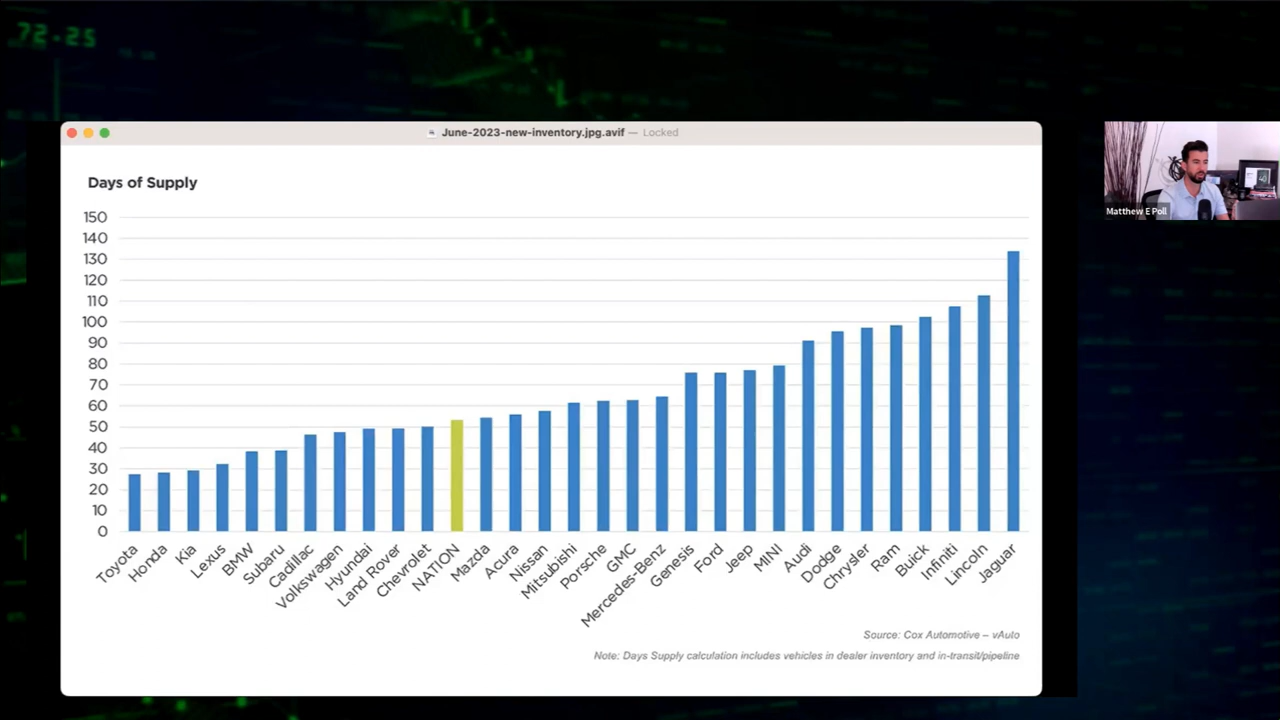 72.25
June-2023-new-inventory.jpg.avif — Locked
Days of Supply
150
140
130
120
110
100
90
80
70
60
50
40
30
20
10
0
Toyota
Honda
Kia
Lexus
BMW
Subaru
Cadillac
Volkswagen
Hyundai
Land Rover
Chevrolet
NATION
Mazda
Acura
Nissan
Mitsubishi
Porsche
GMC
Mercedes-Benz
Genesis
Ford
Jeep
MINI
Audi
Dodge
Chrysler
Ram
Buick
Infiniti
Lincoln
Jaguar
Source: Cox Automotive – vAuto
Note: Days Supply calculation includes vehicles in dealer inventory and in-transit/pipeline
Matthew E Poll